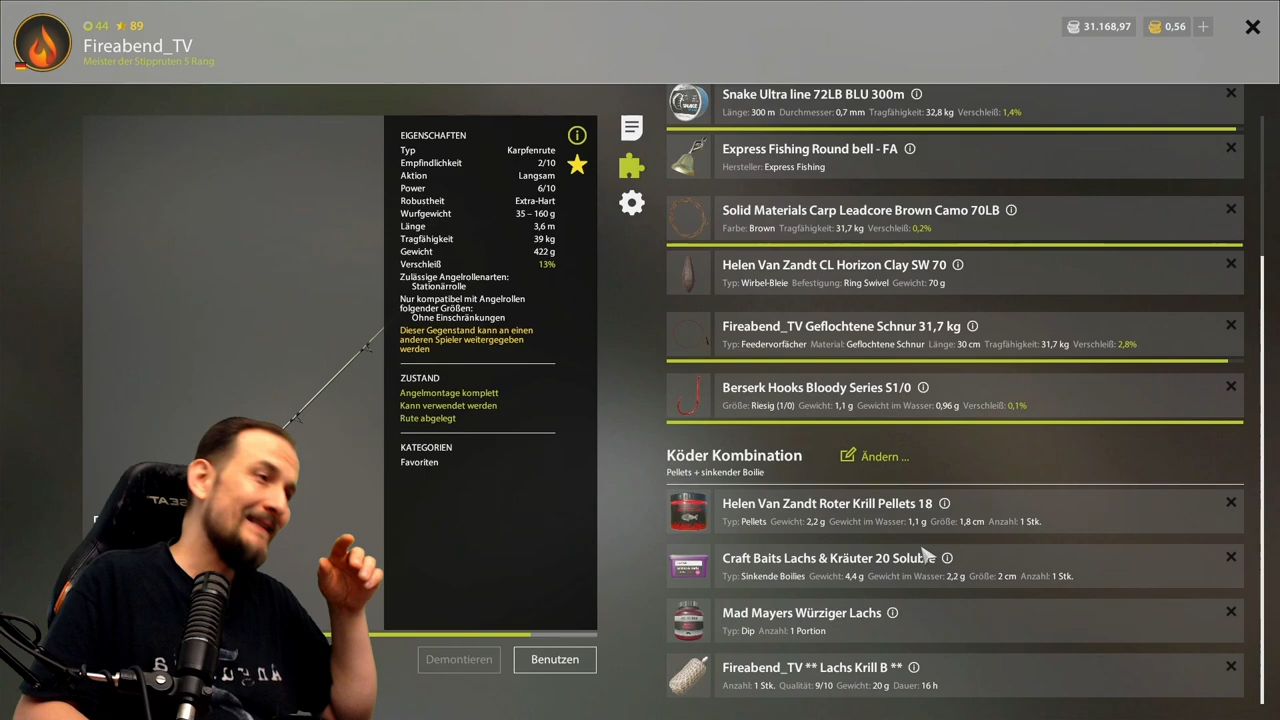 44 89
Fireabend_TV
Meister der Stippruten 5 Rang
31.168,97 0,56
EIGENSCHAFTEN
Typ Karpfenrute
Empfindlichkeit 2/10
Aktion Langsam
Power 6/10
Robustheit Extra-Hart
Wurfgewicht 35 – 160 g
Länge 3,6 m
Tragfähigkeit 39 kg
Gewicht 422 g
Verschleiß 13%
Zulässige Angelrollenarten:
Stationärrolle
Nur kompatibel mit Angelrollen
folgender Größen:
Ohne Einschränkungen
Dieser Gegenstand kann an einen
anderen Spieler weitergegeben
werden
ZUSTAND
Angelmontage komplett
Kann verwendet werden
Rute abgelegt
KATEGORIEN
Favoriten
Demontieren Benutzen
Snake Ultra line 72LB BLU 300m
Länge: 300 m Durchmesser: 0,7 mm Tragfähigkeit: 32,8 kg Verschleiß: 1,4%
Express Fishing Round bell - FA
Hersteller: Express Fishing
Solid Materials Carp Leadcore Brown Camo 70LB
Farbe: Brown Tragfähigkeit: 31,7 kg Verschleiß: 0,2%
Helen Van Zandt CL Horizon Clay SW 70
Typ: Wirbel-Bleie Befestigung: Ring Swivel Gewicht: 70 g
Fireabend_TV Geflochtene Schnur 31,7 kg
Typ: Feedervorfächer Material: Geflochtene Schnur Länge: 30 cm Tragfähigkeit: 31,7 kg Verschleiß: 2,8%
Berserk Hooks Bloody Series S1/0
Größe: Riesig (1/0) Gewicht: 1,1 g Gewicht im Wasser: 0,96 g Verschleiß: 0,1%
Köder Kombination Ändern ...
Pellets + sinkender Boilie
Helen Van Zandt Roter Krill Pellets 18
Typ: Pellets Gewicht: 2,2 g Gewicht im Wasser: 1,1 g Größe: 1,8 cm Anzahl: 1 Stk.
Craft Baits Lachs & Kräuter 20 Soluble
Typ: Sinkende Boilies Gewicht: 4,4 g Gewicht im Wasser: 2,2 g Größe: 2 cm Anzahl: 1 Stk.
Mad Mayers Würziger Lachs
Typ: Dip Anzahl: 1 Portion
Fireabend_TV ** Lachs Krill B **
Anzahl: 1 Stk. Qualität: 9/10 Gewicht: 20 g Dauer: 16 h
SEAT